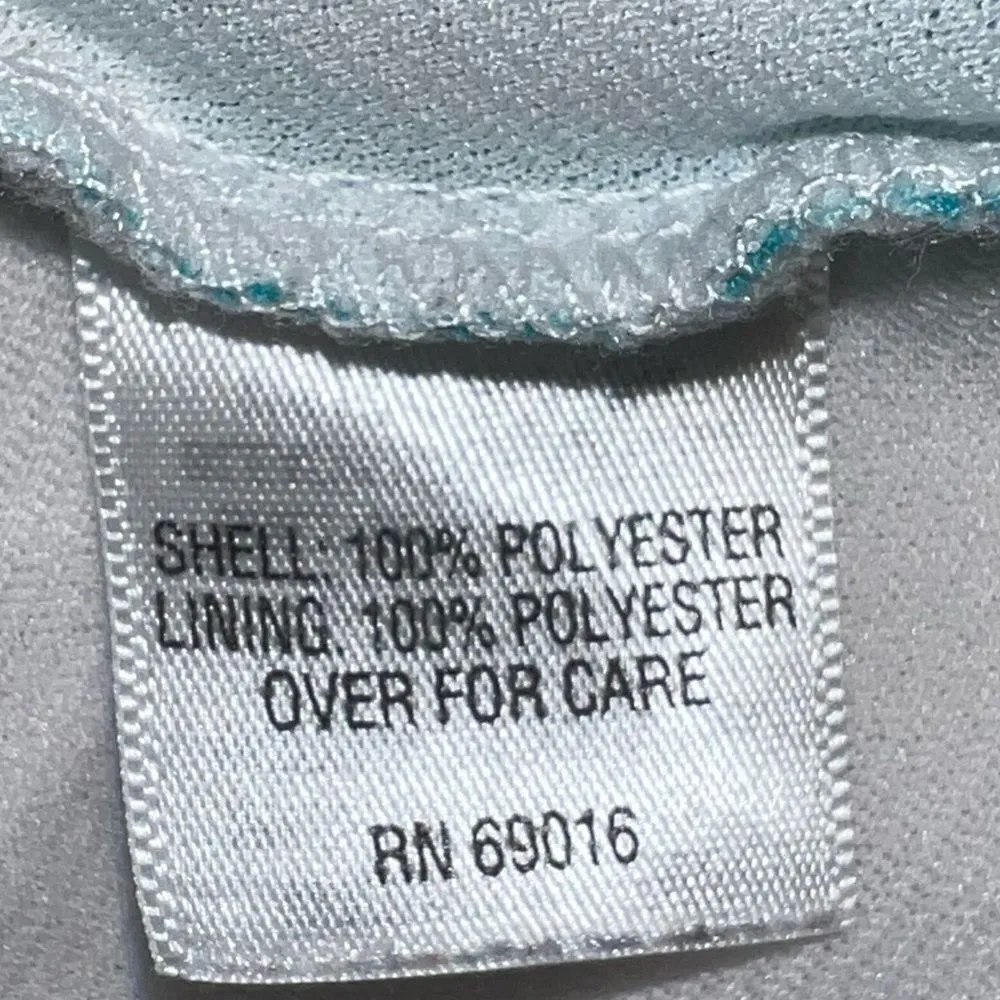 SHELL: 100% POLYESTER
LINING: 100% POLYESTER
OVER FOR CARE
RN 69016